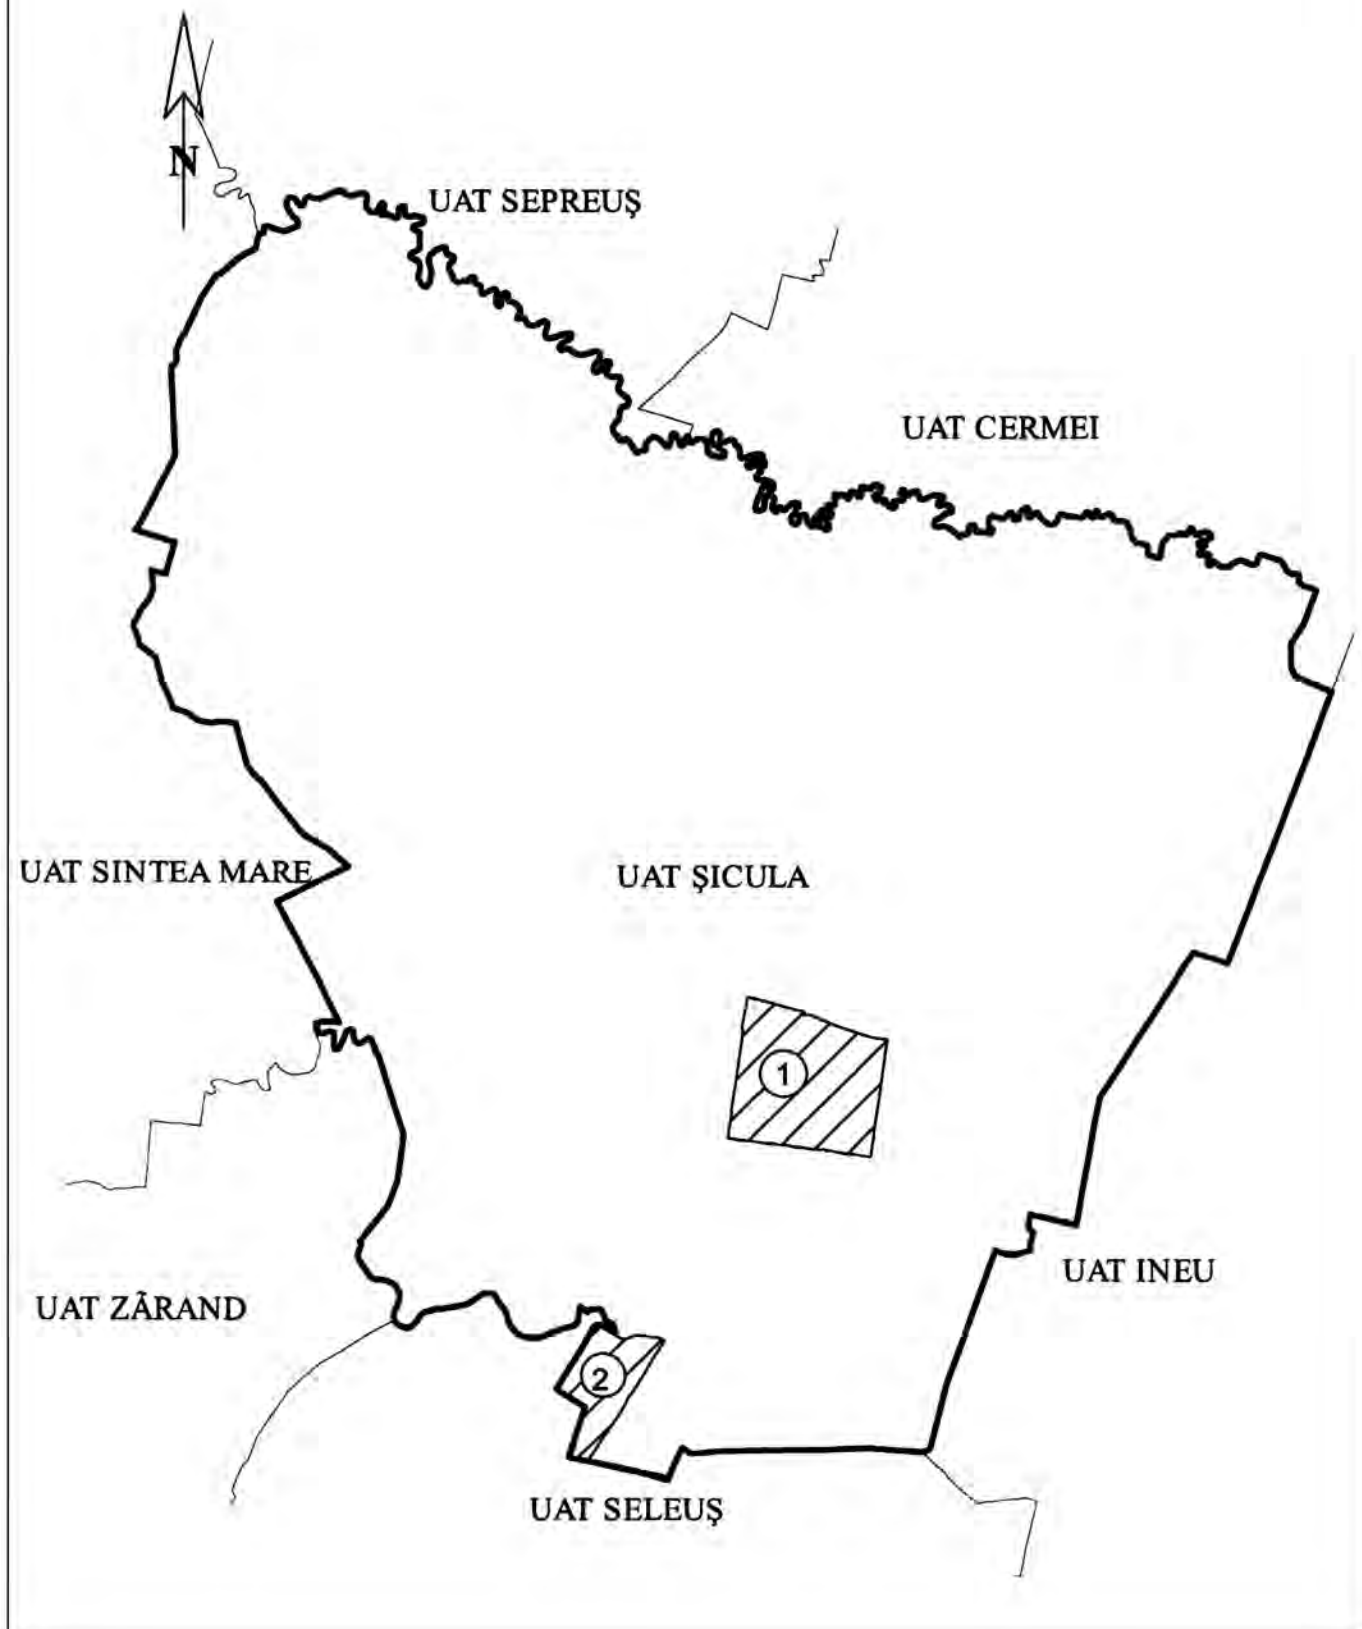 N
UAT SEPREUŞ
UAT CERMEI
UAT SINTEA MARE
UAT ŞICULA
1
UAT INEU
UAT ZĂRAND
2
UAT SELEUŞ